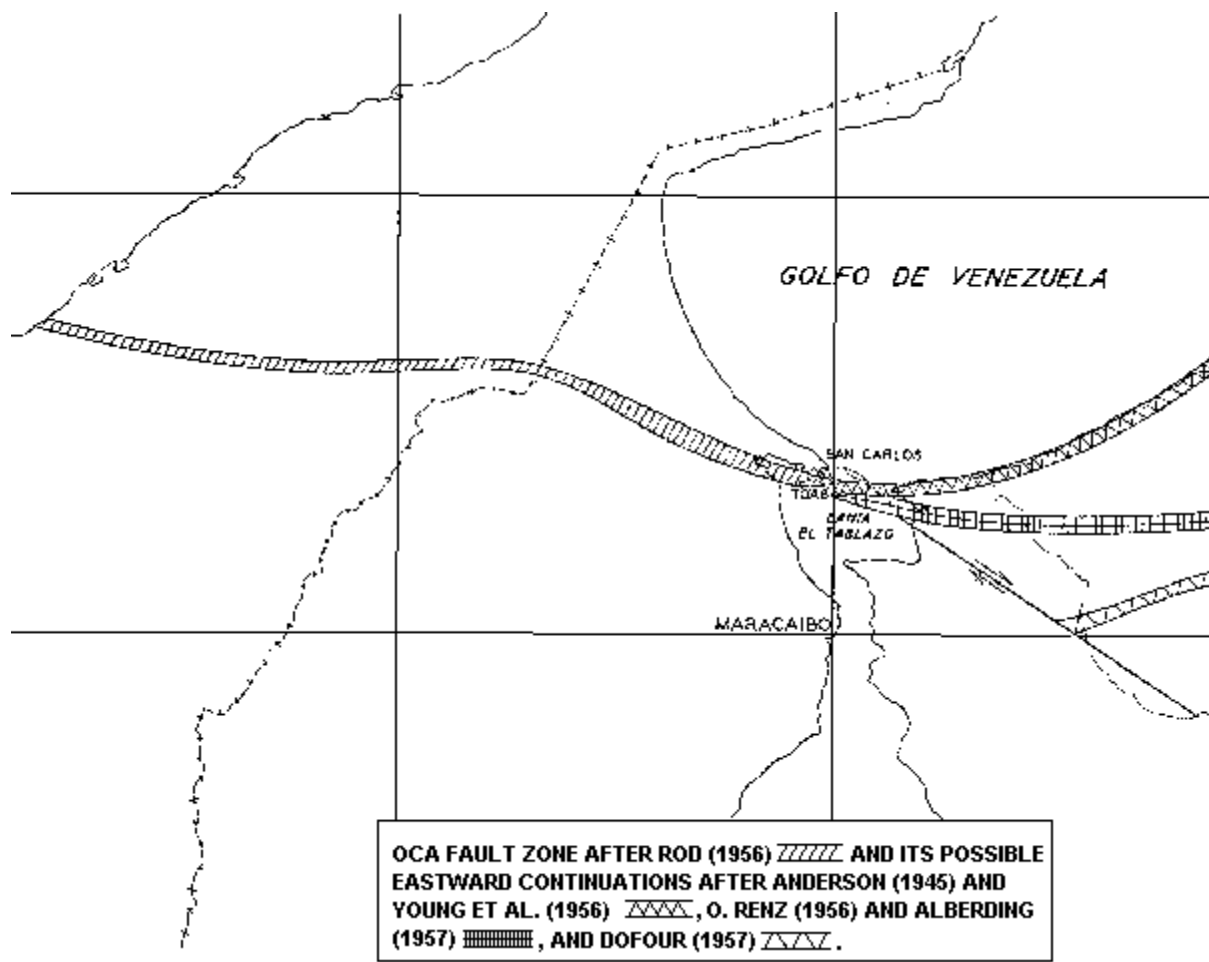 GOLFO DE VENEZUELA
SAN CARLOS
TOAS
BAHIA
EL TABLAZO
MARACAIBO
OCA FAULT ZONE AFTER ROD (1956) AND ITS POSSIBLE
EASTWARD CONTINUATIONS AFTER ANDERSON (1945) AND
YOUNG ET AL. (1956) , O. RENZ (1956) AND ALBERDING
(1957) , AND DOFOUR (1957) .